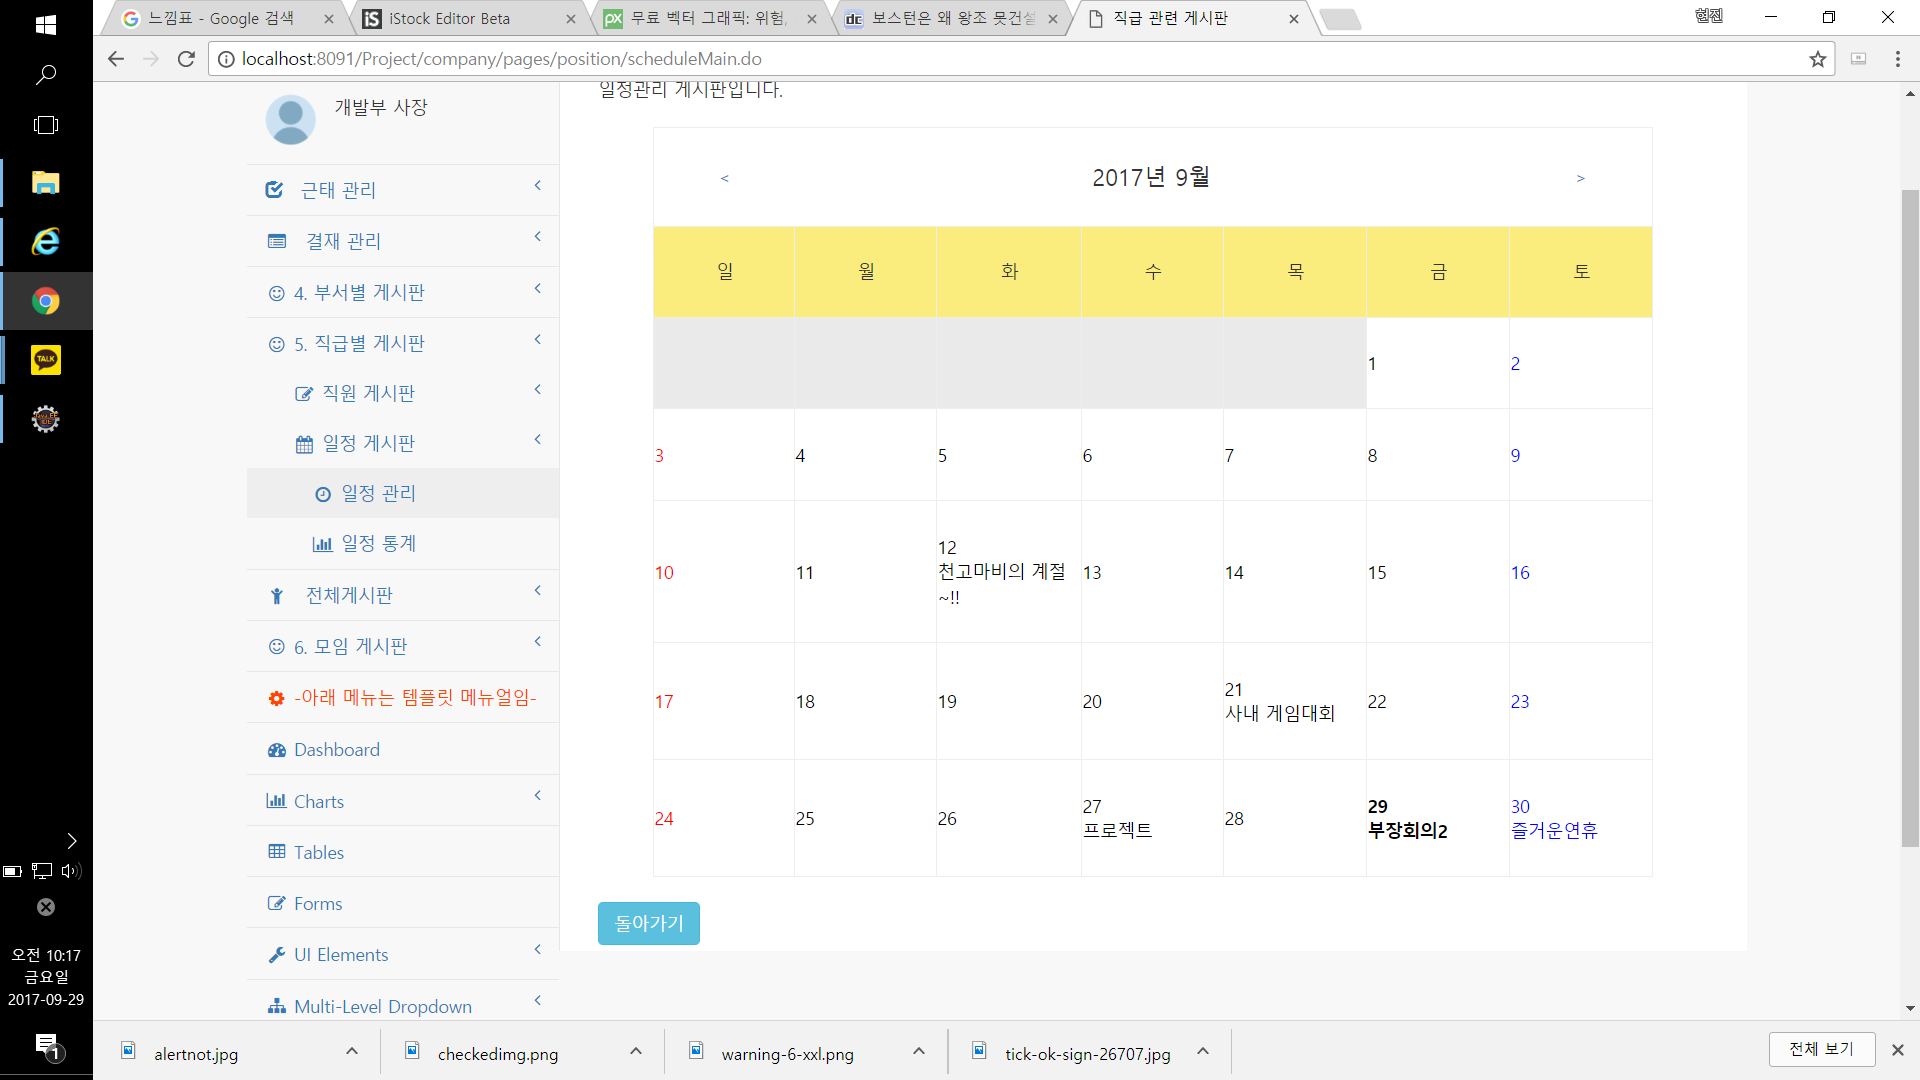 느낌표 - Google 검색
iStock Editor Beta
무료 벡터 그래픽: 위험,
보스턴은 왜 왕조 못건설
직급 관련 게시판
현진
localhost:8091/Project/company/pages/position/scheduleMain.do
일정관리 게시판입니다.
개발부 사장
근태 관리
결재 관리
4. 부서별 게시판
5. 직급별 게시판
직원 게시판
일정 게시판
일정 관리
일정 통계
전체게시판
6. 모임 게시판
-아래 메뉴는 템플릿 메뉴얼임-
Dashboard
Charts
Tables
Forms
UI Elements
Multi-Level Dropdown
< 2017년 9월 >
일 월 화 수 목 금 토
1 2
3 4 5 6 7 8 9
10 11 12 13 14 15 16
천고마비의 계절
~!!
17 18 19 20 21 22 23
사내 게임대회
24 25 26 27 28 29 30
프로젝트 부장회의2 즐거운연휴
돌아가기
TALK
오전 10:17
금요일
2017-09-29
1
alertnot.jpg
checkedimg.png
warning-6-xxl.png
tick-ok-sign-26707.jpg
전체 보기